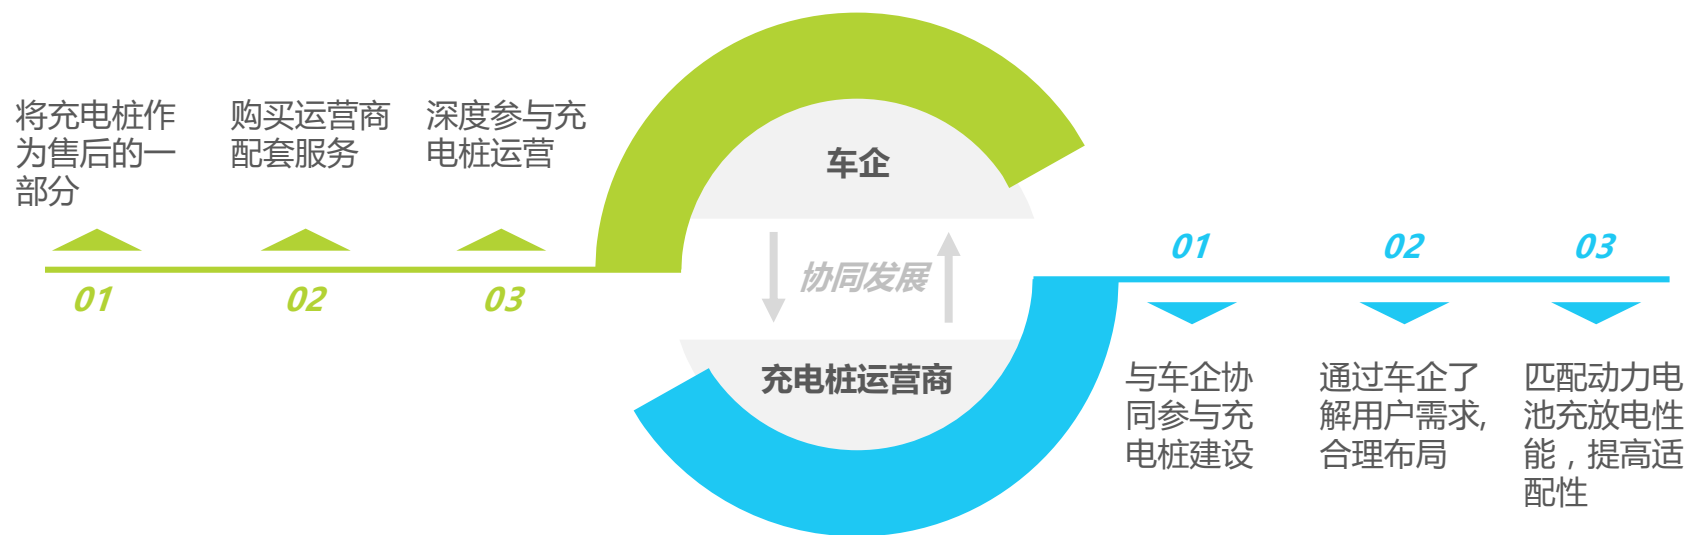 将充电桩作
为售后的一
部分
01
购买运营商
配套服务
02
深度参与充
电桩运营
03
车企
协同发展
充电桩运营商
01
与车企协
同参与充
电桩建设
02
通过车企了
解用户需求,
合理布局
03
匹配动力电
池充放电性
能，提高适
配性